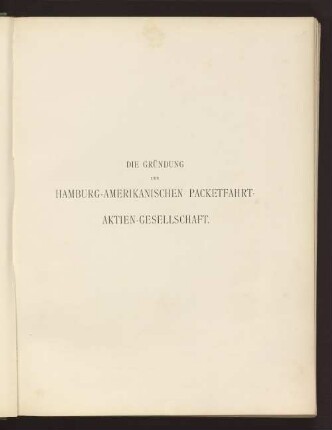 DIE GRÜNDUNG
DER
HAMBURG-AMERIKANISCHEN PACKETFAHRT-
AKTIEN-GESELLSCHAFT.